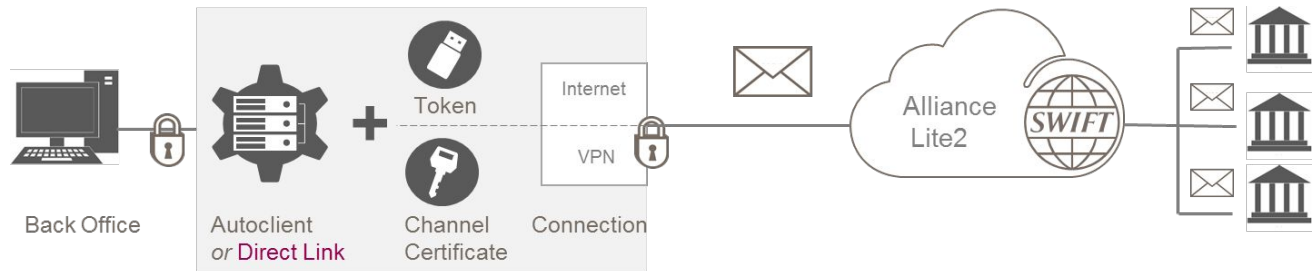 Token
Internet
VPN
Alliance
Lite2
SWIFT
Back Office
Autoclient
or Direct Link
Channel
Certificate
Connection